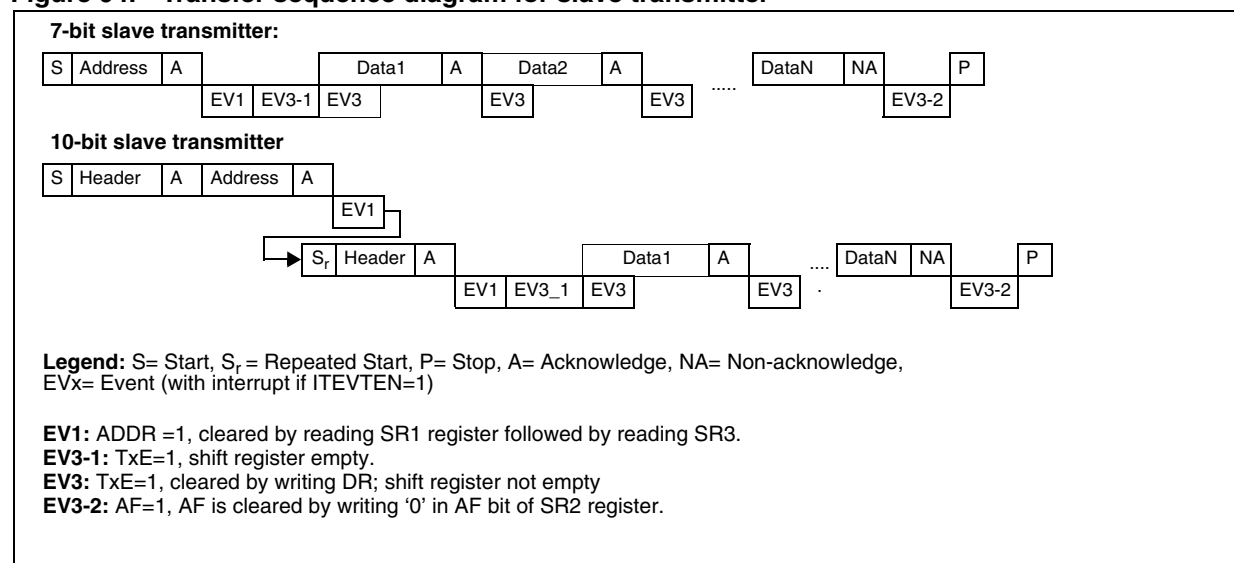 7-bit slave transmitter:
S Address A Data1 A Data2 A ..... DataN NA P
EV1 EV3-1 EV3 EV3 EV3 EV3-2
10-bit slave transmitter
S Header A Address A
EV1
Sr Header A Data1 A .... DataN NA P
EV1 EV3_1 EV3 EV3 . EV3-2
Legend: S= Start, Sr = Repeated Start, P= Stop, A= Acknowledge, NA= Non-acknowledge,
EVx= Event (with interrupt if ITEVTEN=1)
EV1: ADDR =1, cleared by reading SR1 register followed by reading SR3.
EV3-1: TxE=1, shift register empty.
EV3: TxE=1, cleared by writing DR; shift register not empty
EV3-2: AF=1, AF is cleared by writing ‘0’ in AF bit of SR2 register.